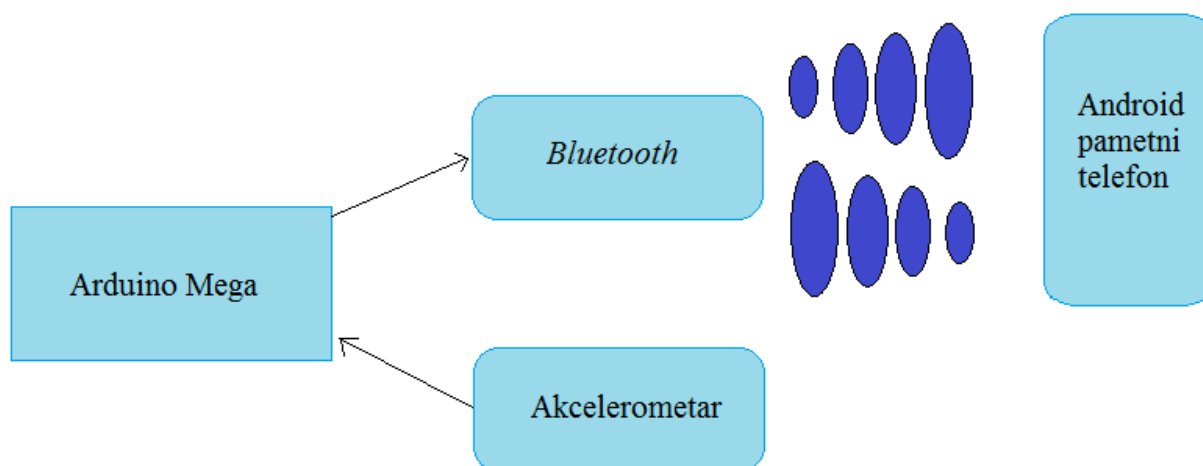 Arduino Mega
Bluetooth
Akcelerometar
Android
pametni
telefon